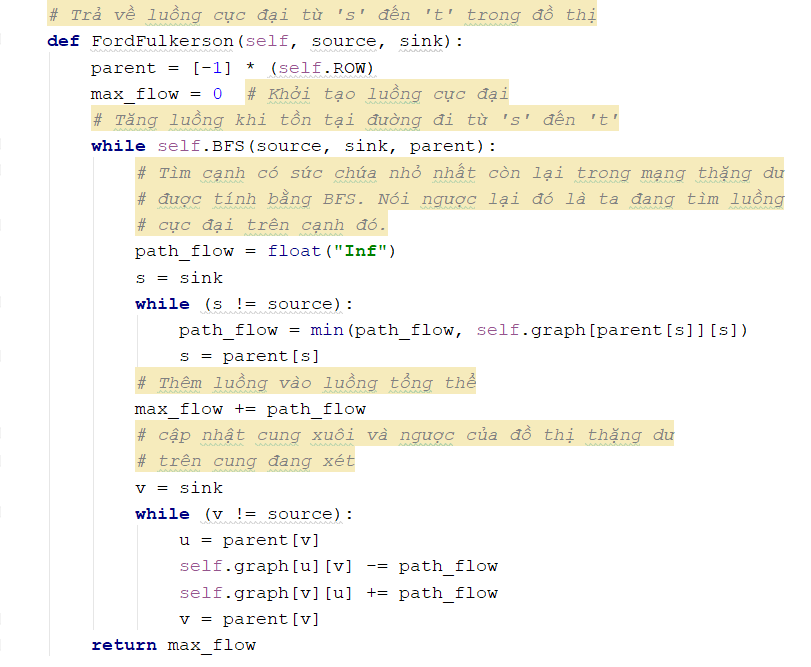 # Trả về luồng cực đại từ 's' đến 't' trong đồ thị
def FordFulkerson(self, source, sink):
    parent = [-1] * (self.ROW)
    max_flow = 0  # Khỏi tạo luồng cực đại
    # Tăng luồng khi tồn tại đường đi từ 's' đến 't'
    while self.BFS(source, sink, parent):
        # Tìm cạnh có sức chứa nhỏ nhất còn lại trong mạng thặng dư
        # được tính bằng BFS. Nói ngược lại đó là ta đang tìm luồng
        # cực đại trên cạnh đó.
        path_flow = float("Inf")
        s = sink
        while (s != source):
            path_flow = min(path_flow, self.graph[parent[s]][s])
            s = parent[s]
        # Thêm luồng vào luồng tổng thể
        max_flow += path_flow
        # cập nhật cung xuôi và ngược của đồ thị thặng dư
        # trên cung đang xét
        v = sink
        while (v != source):
            u = parent[v]
            self.graph[u][v] -= path_flow
            self.graph[v][u] += path_flow
            v = parent[v]
    return max_flow